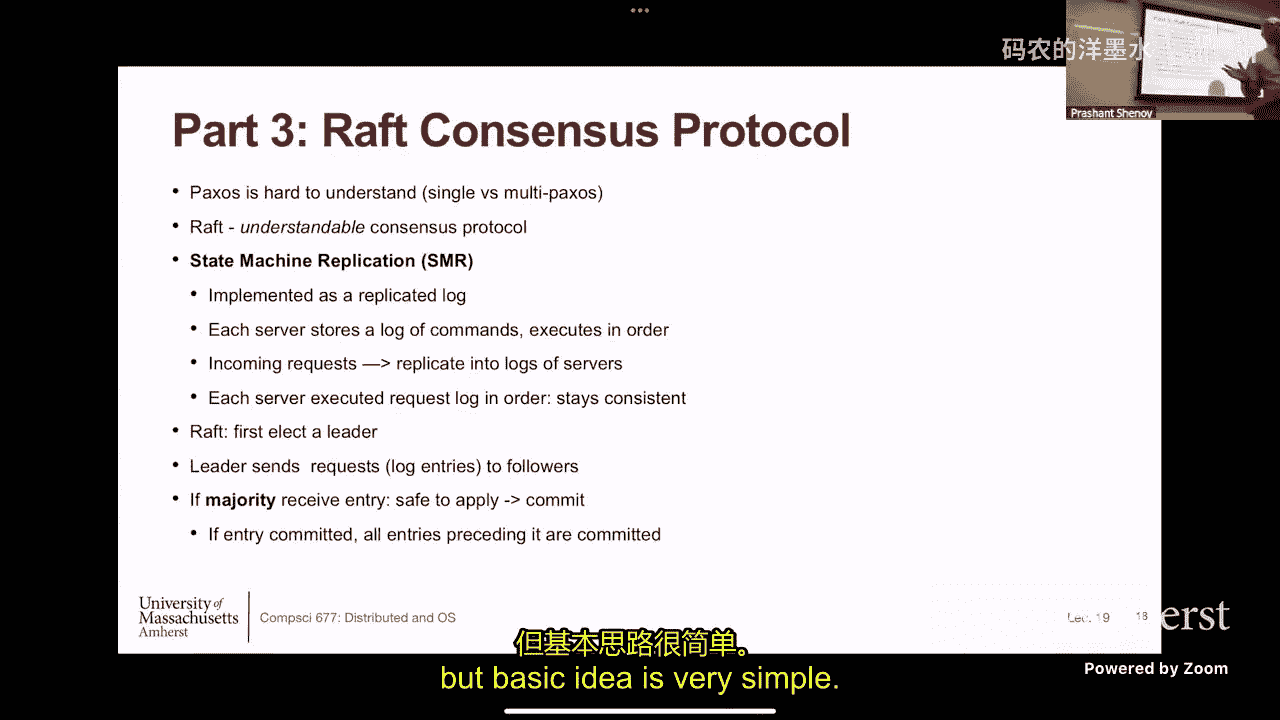 码农的洋墨水
Prashant Shenoy
Part 3: Raft Consensus Protocol
• Paxos is hard to understand (single vs multi-paxos)
• Raft - understandable consensus protocol
• State Machine Replication (SMR)
• Implemented as a replicated log
• Each server stores a log of commands, executes in order
• Incoming requests —> replicate into logs of servers
• Each server executed request log in order: stays consistent
• Raft: first elect a leader
• Leader sends requests (log entries) to followers
• If majority receive entry: safe to apply -> commit
• If entry committed, all entries preceding it are committed
University of
Massachusetts
Amherst
Compsci 677: Distributed and OS
Lec. 19
18
erst
但基本思路很简单。
but basic idea is very simple.
Powered by Zoom